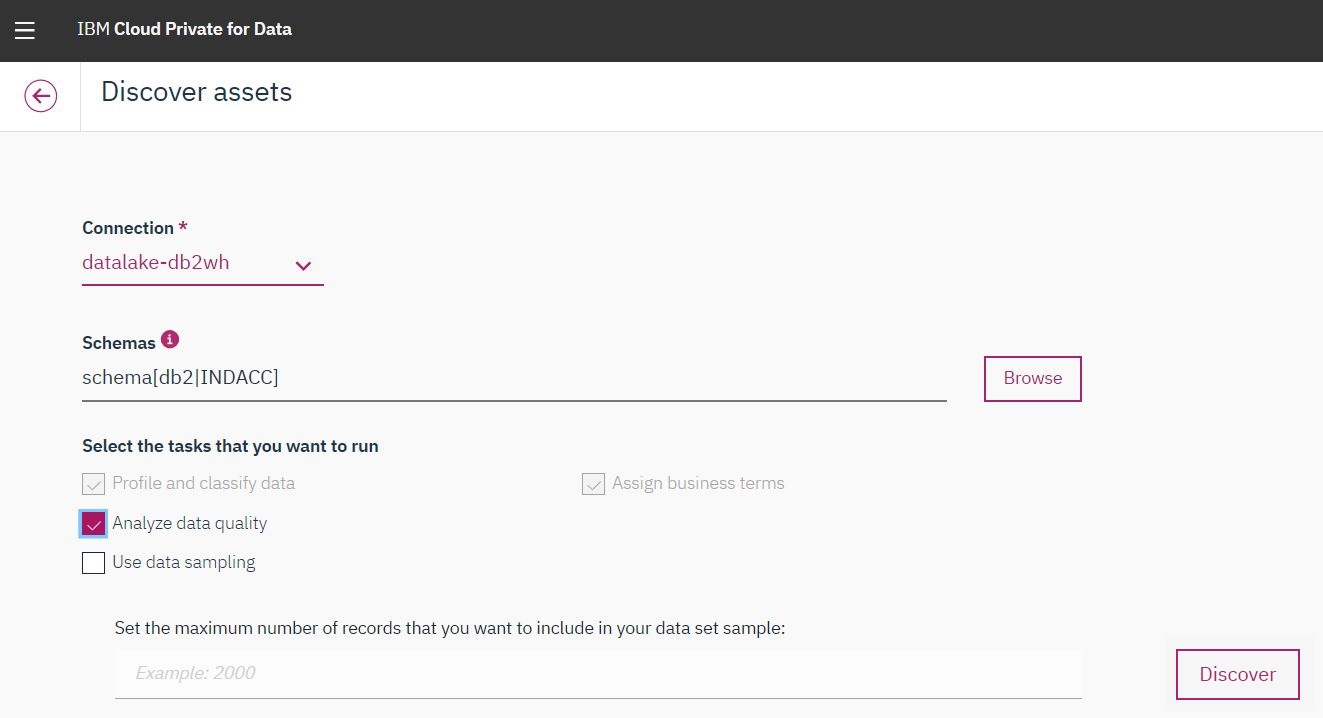 IBM Cloud Private for Data
Discover assets
Connection *
datalake-db2wh
Schemas
schema[db2|INDACC]
Browse
Select the tasks that you want to run
Profile and classify data
Assign business terms
Analyze data quality
Use data sampling
Set the maximum number of records that you want to include in your data set sample:
Example: 2000
Discover